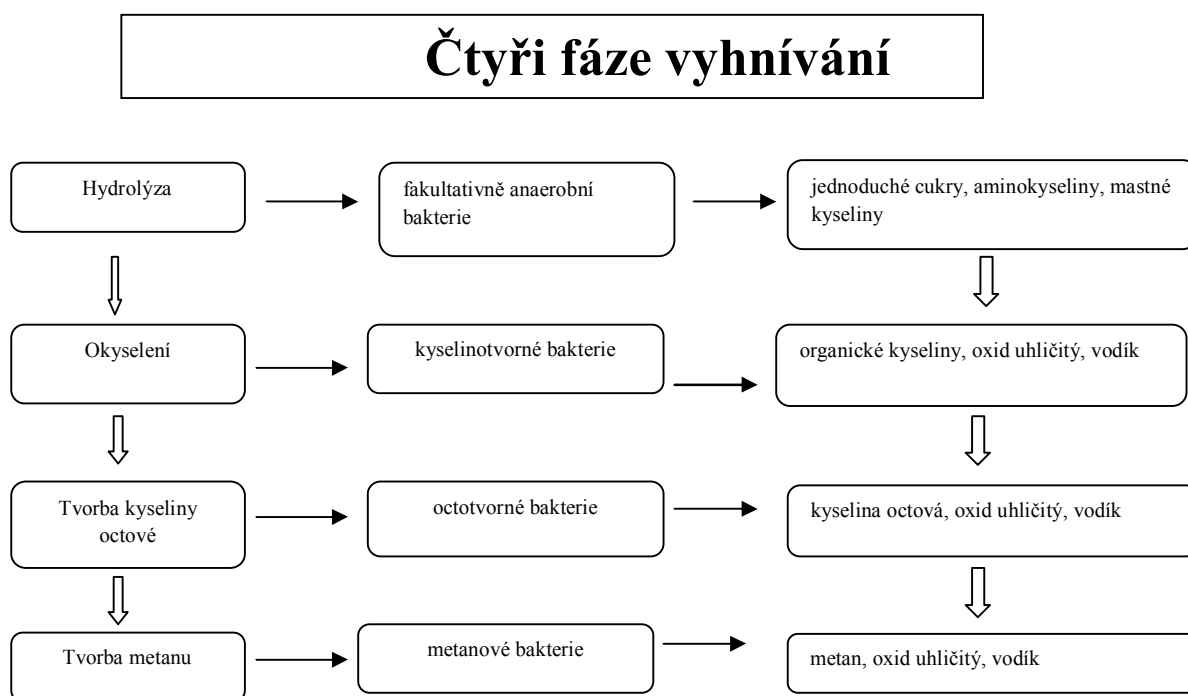 Čtyři fáze vyhnívání
Hydrolýza
fakultativně anaerobní
bakterie
jednoduché cukry, aminokyseliny, mastné
kyseliny
Okyselení
kyselinotvorné bakterie
organické kyseliny, oxid uhličitý, vodík
Tvorba kyseliny
octové
octotvorné bakterie
kyselina octová, oxid uhličitý, vodík
Tvorba metanu
metanové bakterie
metan, oxid uhličitý, vodík